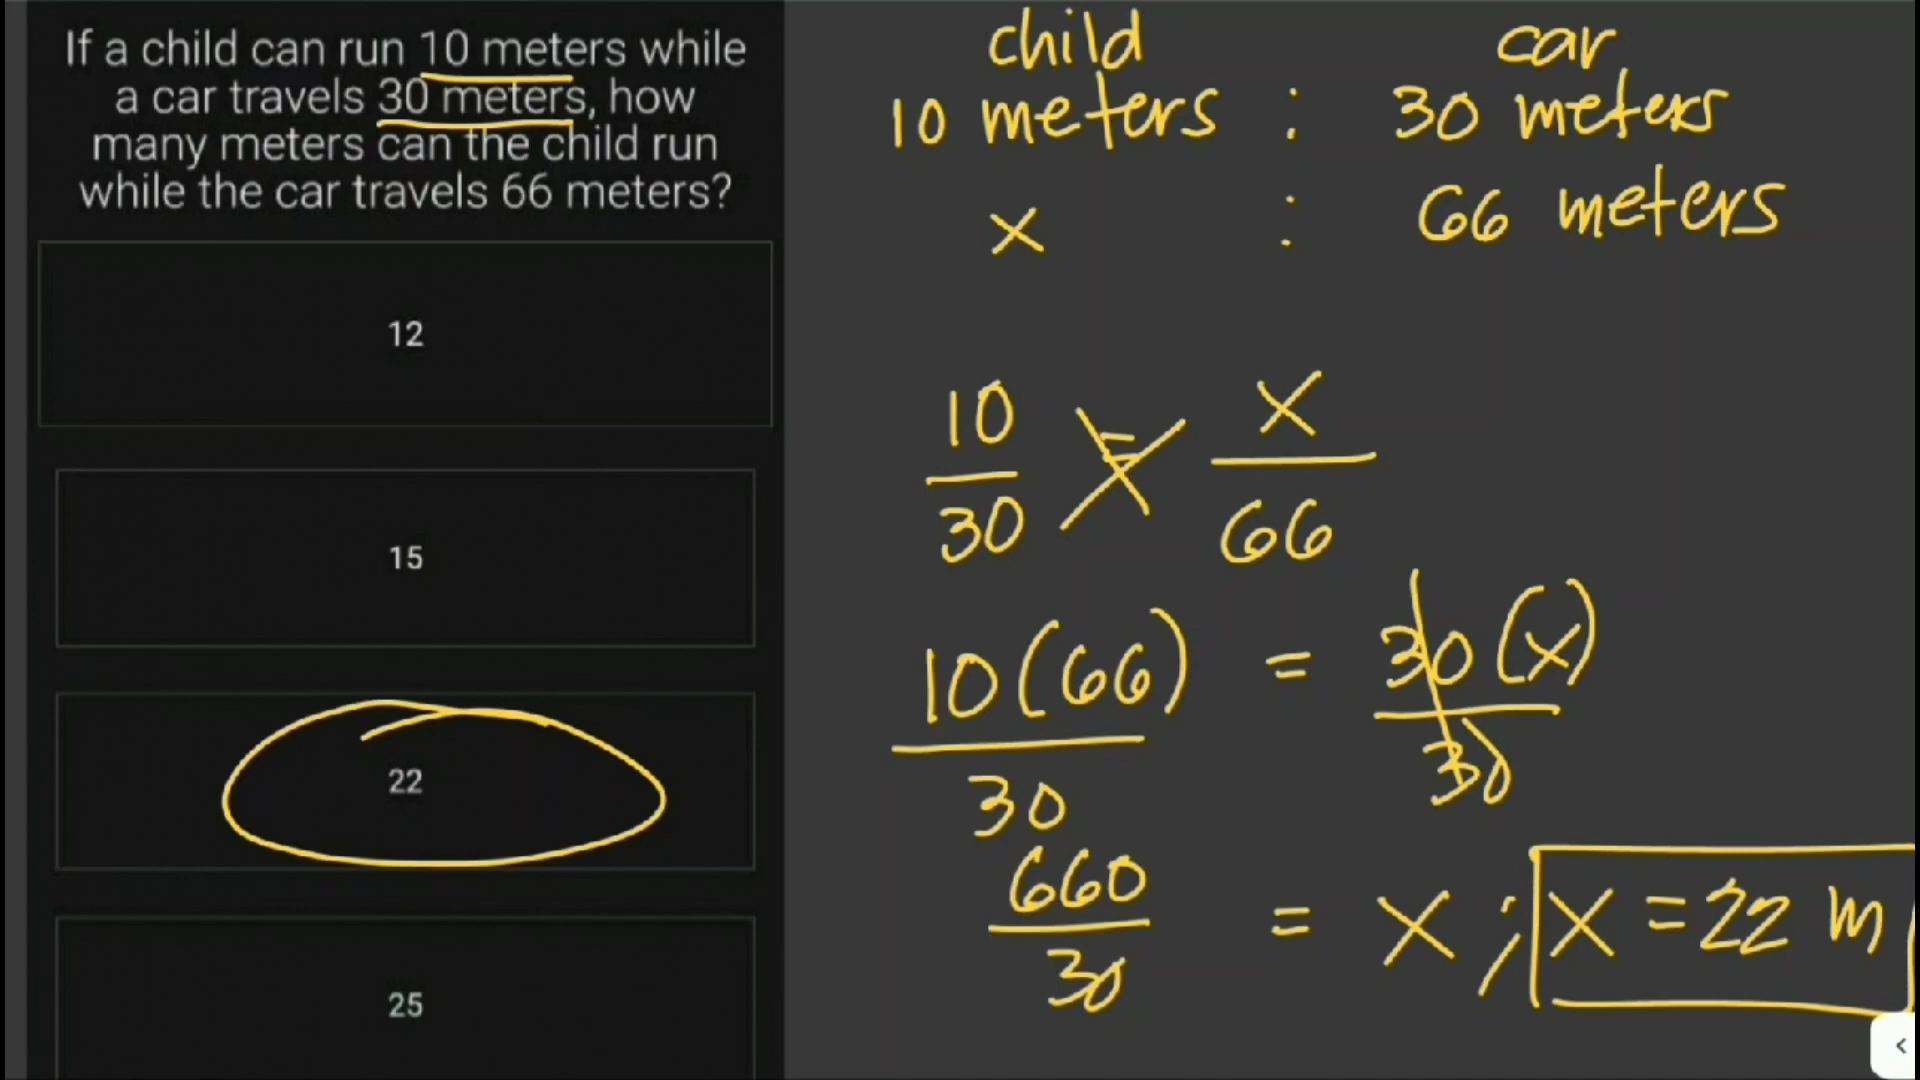 If a child can run 10 meters while
a car travels 30 meters, how
many meters can the child run
while the car travels 66 meters?
12
15
22
25
child car
10 meters : 30 meters
x : 66 meters
10 = x
30 66
10(66) = 30(x)
30 30
660 = x ; x = 22 m
30